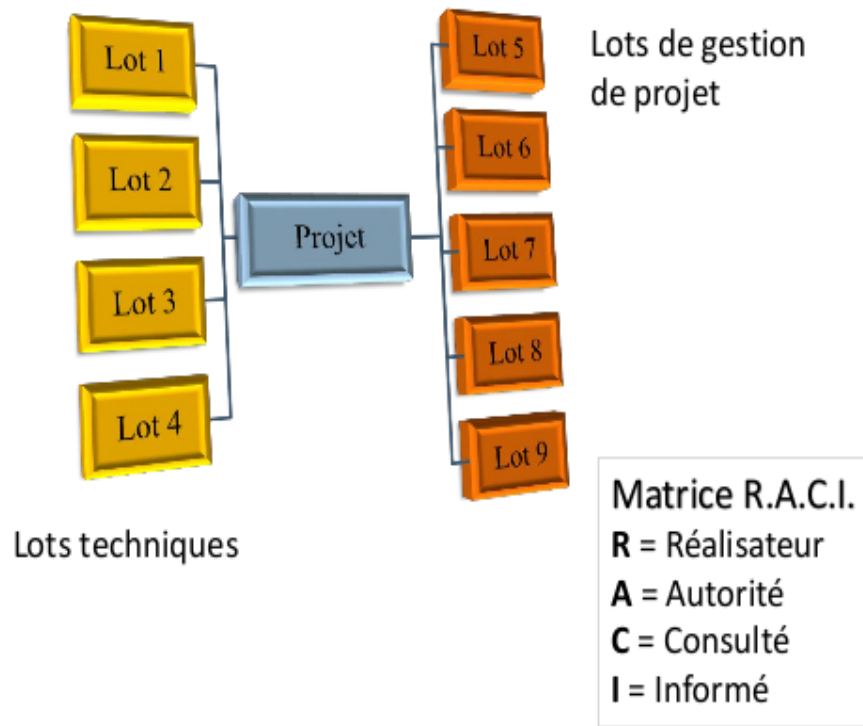 Lot 1
Lot 2
Lot 3
Lot 4
Lots techniques
Projet
Lot 5
Lot 6
Lot 7
Lot 8
Lot 9
Lots de gestion
de projet
Matrice R.A.C.I.
R = Réalisateur
A = Autorité
C = Consulté
I = Informé